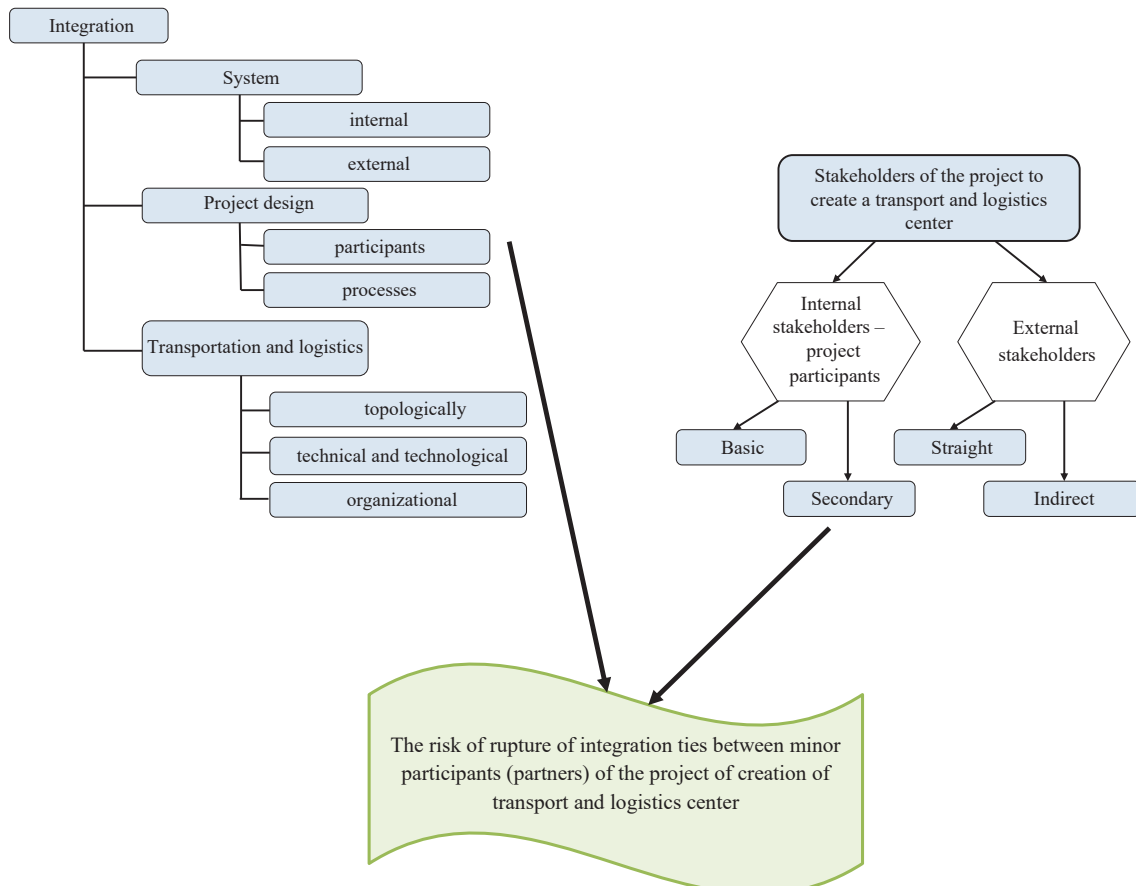 Integration
System
internal
external
Project design
participants
processes
Transportation and logistics
topologically
technical and technological
organizational
Stakeholders of the project to
create a transport and logistics
center
Internal
stakeholders –
project
participants
External
stakeholders
Basic
Straight
Secondary
Indirect
The risk of rupture of integration ties between minor
participants (partners) of the project of creation of
transport and logistics center